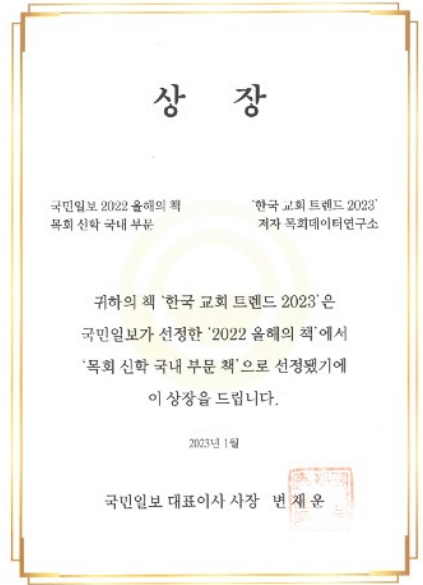 상 장
국민일보 2022 올해의 책
목회 신학 국내 부문
'한국 교회 트렌드 2023'
저자 목회데이터연구소
귀하의 책 '한국 교회 트렌드 2023'은
국민일보가 선정한 '2022 올해의 책'에서
'목회 신학 국내 부문 책'으로 선정됐기에
이 상장을 드립니다.
2023년 1월
국민일보 대표이사 사장 변재운